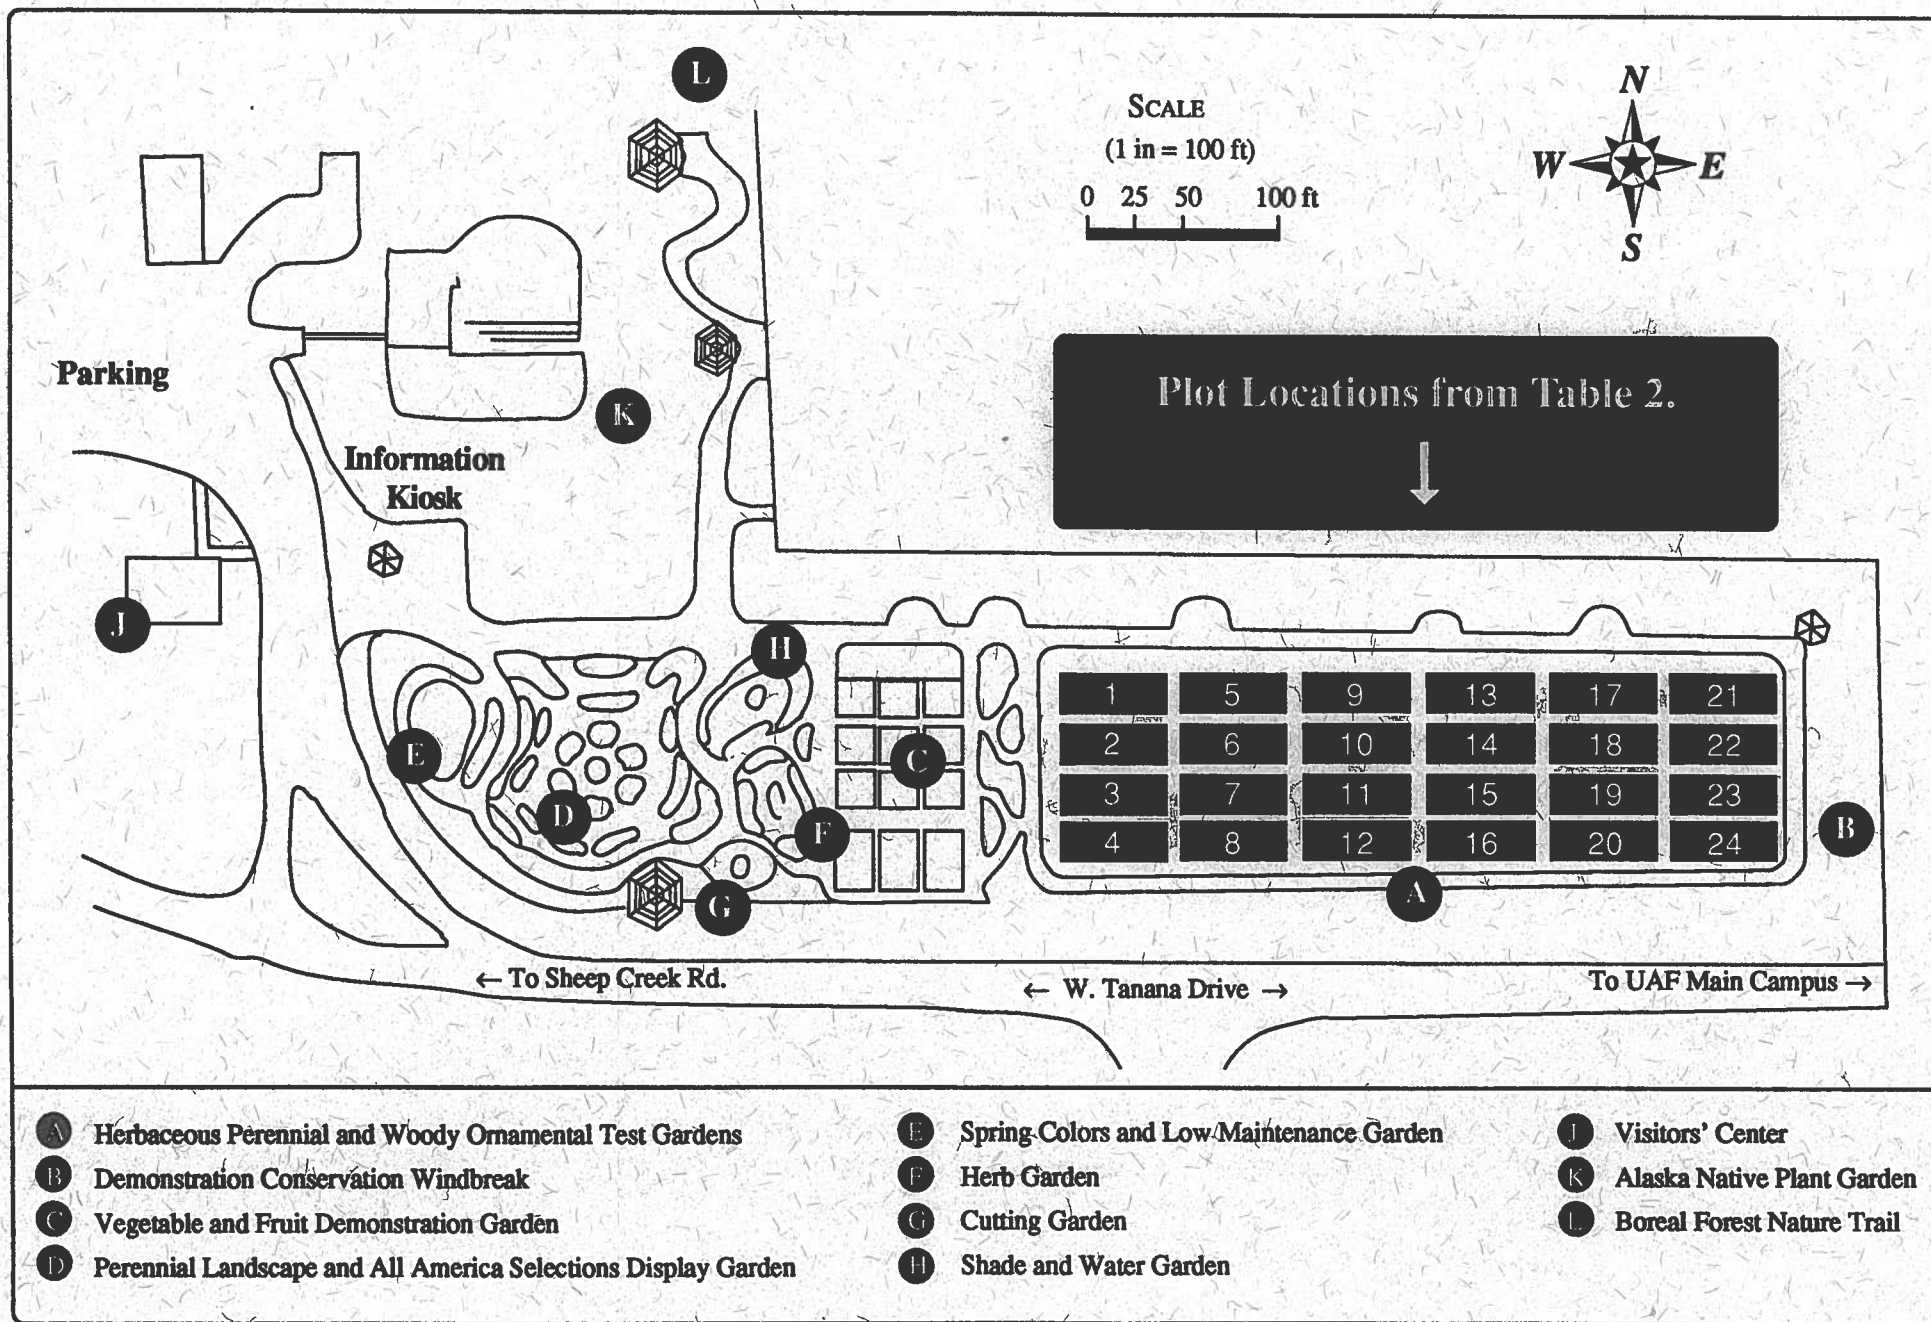 L
SCALE
(1 in = 100 ft)
0 25 50 100 ft
N
W E
S
Parking
Plot Locations from Table 2.
↓
K
Information
Kiosk
J
H
E
D
C
F
G
1 5 9 13 17 21
2 6 10 14 18 22
3 7 11 15 19 23
4 8 12 16 20 24
B
A
← To Sheep Creek Rd.
← W. Tanana Drive →
To UAF Main Campus →
A Herbaceous Perennial and Woody Ornamental Test Gardens
B Demonstration Conservation Windbreak
C Vegetable and Fruit Demonstration Garden
D Perennial Landscape and All America Selections Display Garden
E Spring Colors and Low Maintenance Garden
F Herb Garden
G Cutting Garden
H Shade and Water Garden
J Visitors' Center
K Alaska Native Plant Garden
L Boreal Forest Nature Trail